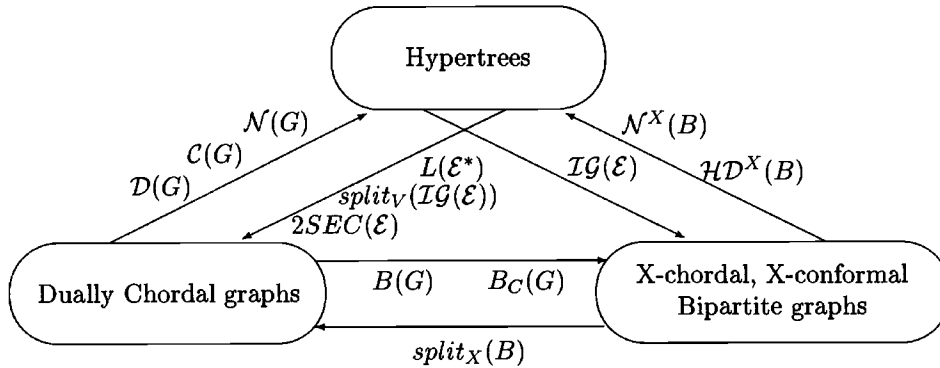 Hypertrees
𝒩(G)
𝒞(G)
𝒟(G)
L(ℰ*)
split_V(ℐ𝒢(ℰ))
2SEC(ℰ)
ℐ𝒢(ℰ)
𝒩^X(B)
ℋ𝒟^X(B)
Dually Chordal graphs
B(G) B_C(G)
X-chordal, X-conformal
Bipartite graphs
split_X(B)